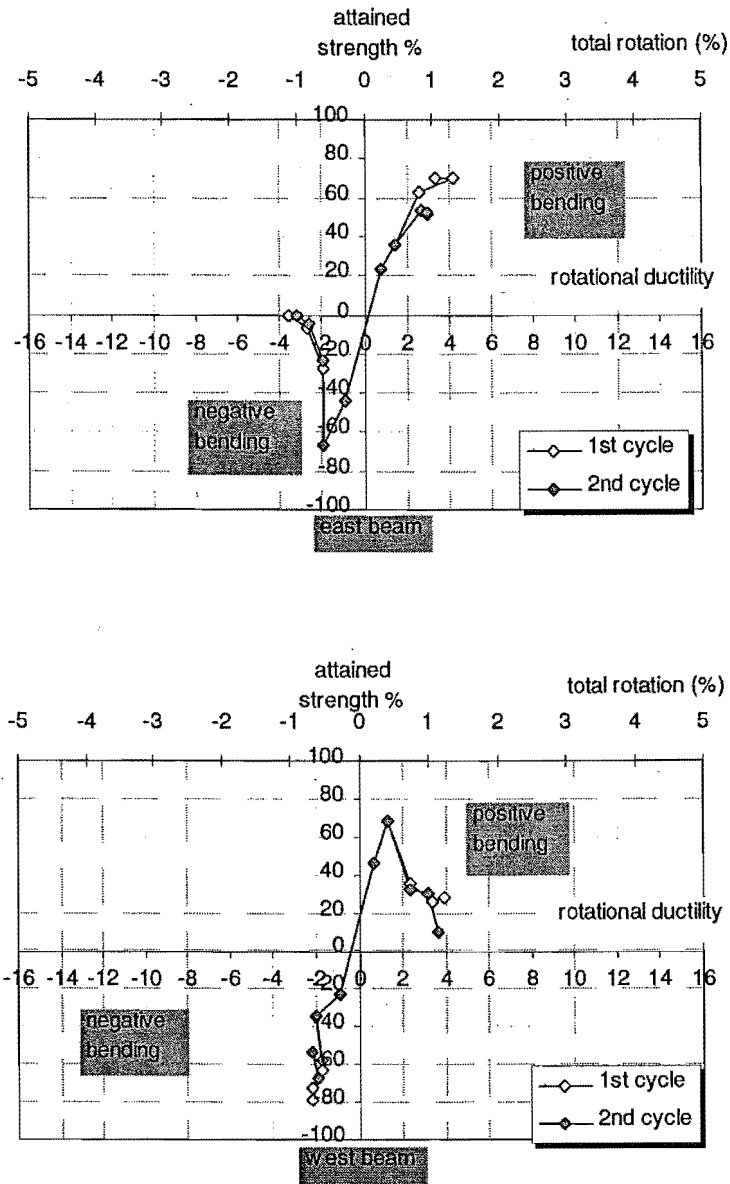 attained
strength %
total rotation (%)
-5 -4 -3 -2 -1 0 1 2 3 4 5
100
80
positive
bending
60
40
20
rotational ductility
0
-16 -14 -12 -10 -8 -6 -4 -2 0 2 4 6 8 10 12 14 16
-20
-40
negative
bending
-60
1st cycle
-80
2nd cycle
-100
east beam
attained
strength %
total rotation (%)
-5 -4 -3 -2 -1 0 1 2 3 3 4 5
100
80
positive
bending
60
40
rotational ductility
20
0
-16 -14 -12 -10 -8 -6 -4 -2 0 2 4 6 8 10 12 14 16
-20
negative
bending
-40
-60
1st cycle
-80
2nd cycle
-100
west beam